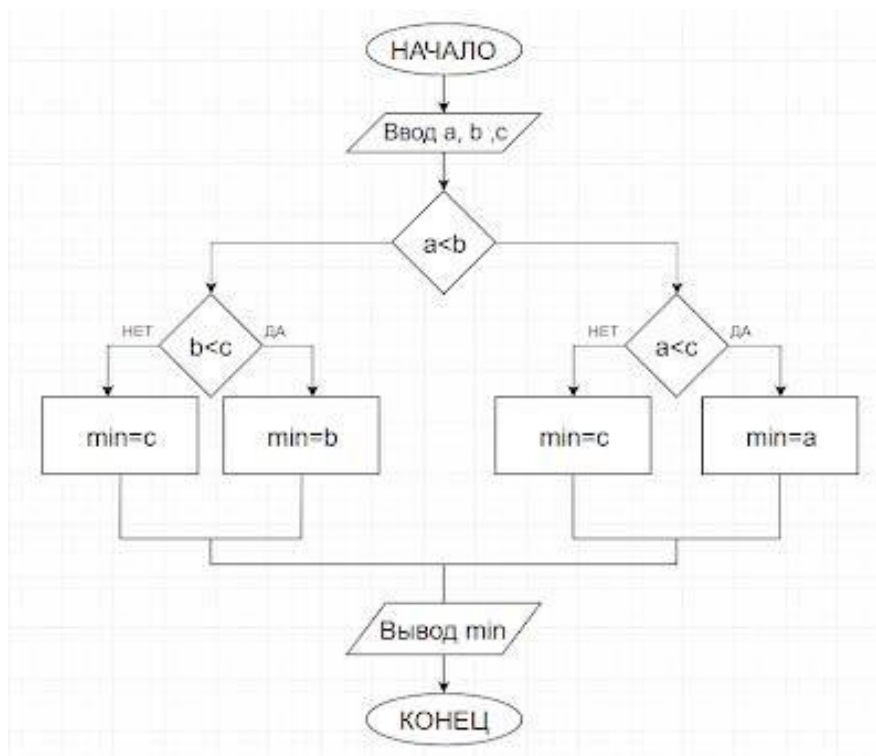 НАЧАЛО
Ввод a, b ,c
a<b
НЕТ
b<c
ДА
НЕТ
a<c
ДА
min=c
min=b
min=c
min=a
Вывод min
КОНЕЦ